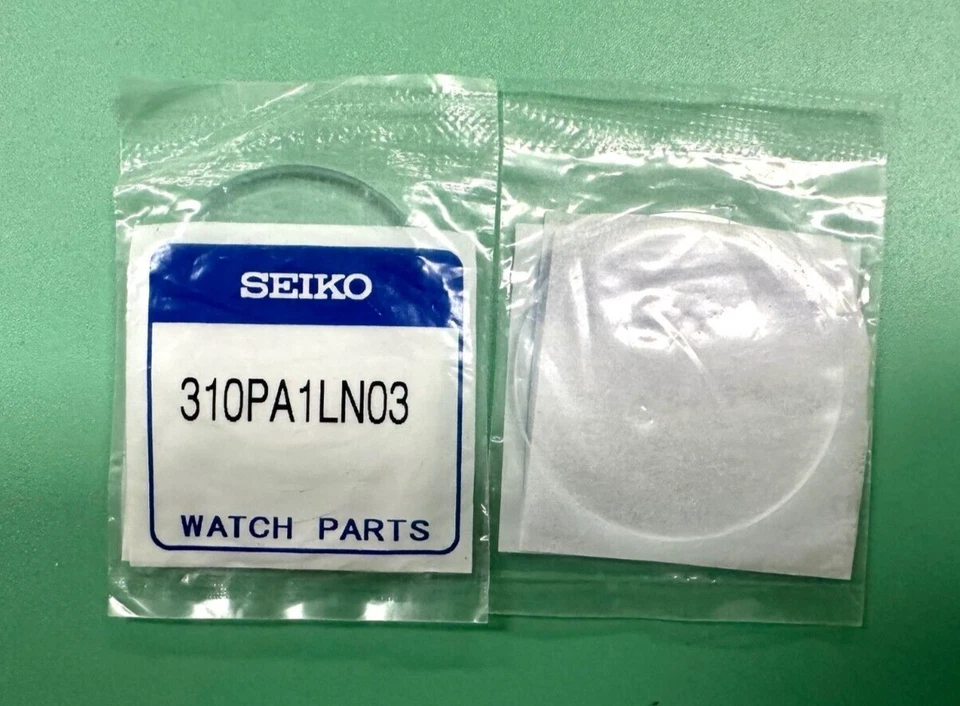 SEIKO
310PA1LN03
WATCH PARTS